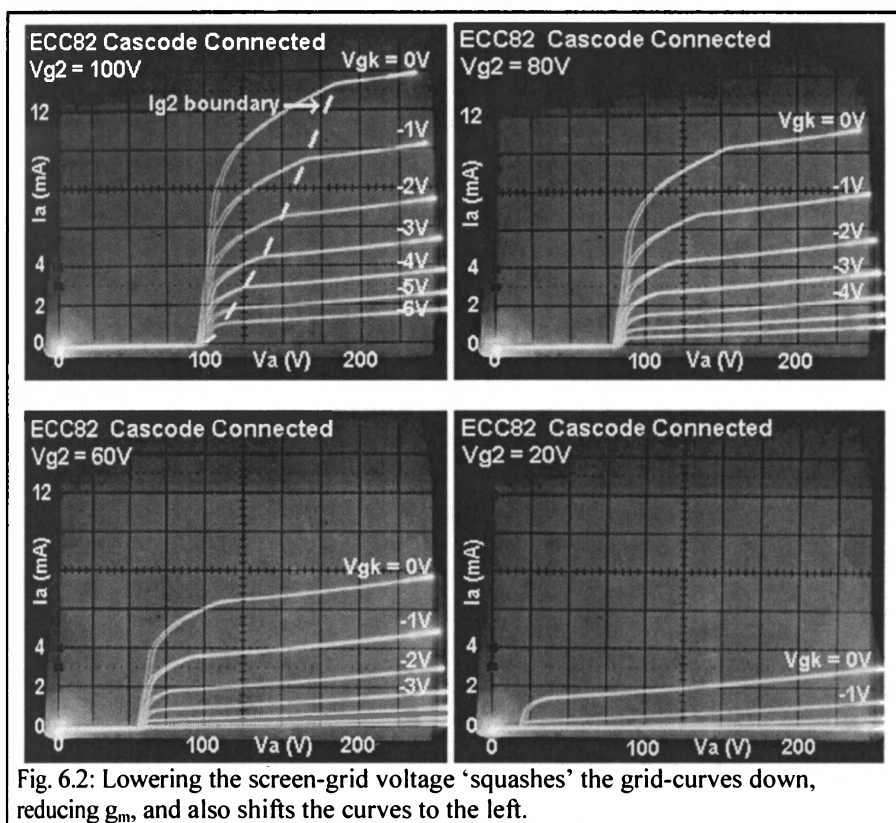 ECC82 Cascode Connected
Vg2 = 100V
Vgk = 0V
Ig2 boundary
12
-1V
-2V
-3V
-4V
-5V
-6V
Ia (mA)
4
2
0
0
100
Va (V)
200
ECC82 Cascode Connected
Vg2 = 80V
Vgk = 0V
12
-1V
-2V
-3V
-4V
Ia (mA)
4
2
0
0
100
Va (V)
200
ECC82 Cascode Connected
Vg2 = 60V
12
Vgk = 0V
-1V
-2V
-3V
Ia (mA)
4
2
0
0
100
Va (V)
200
ECC82 Cascode Connected
Vg2 = 20V
12
Vgk = 0V
-1V
Ia (mA)
4
2
0
0
100
Va (V)
200
Fig. 6.2: Lowering the screen-grid voltage ‘squashes’ the grid-curves down,
reducing gm, and also shifts the curves to the left.